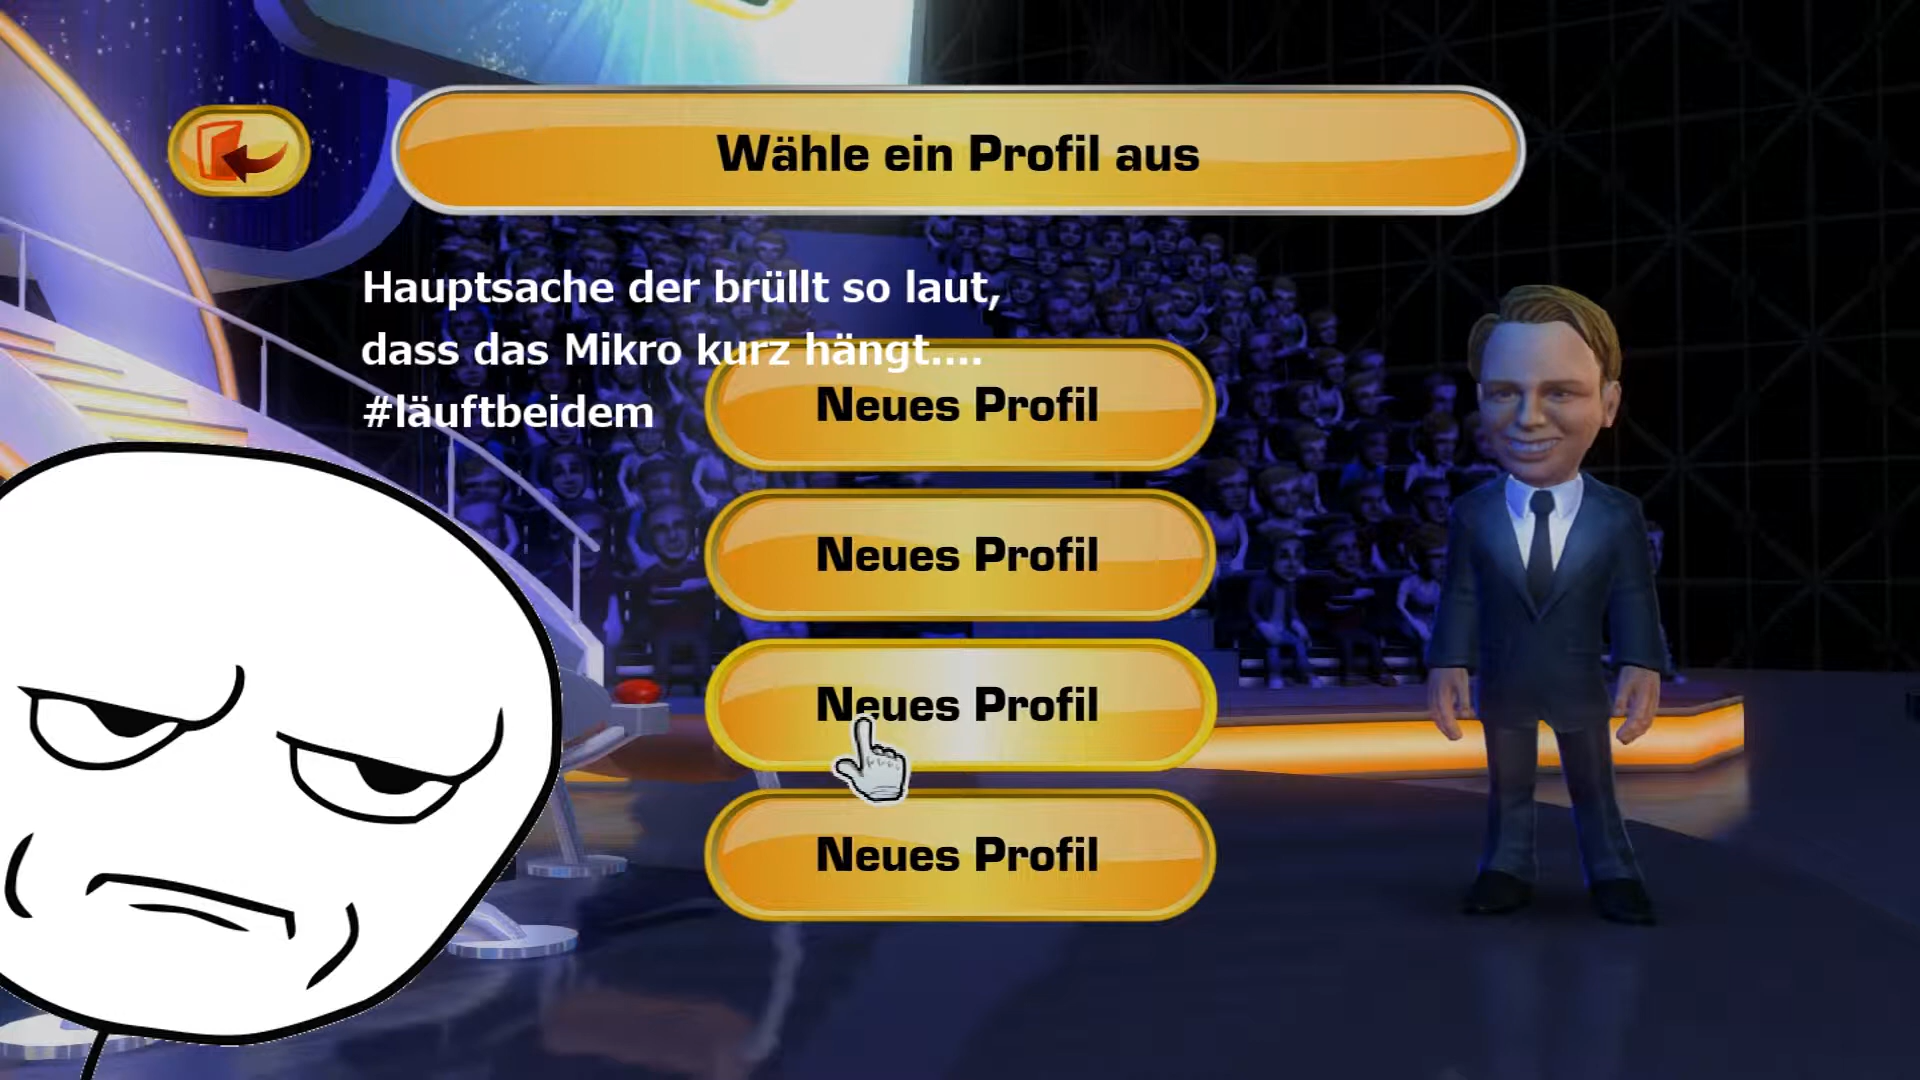 Wähle ein Profil aus
Hauptsache der brüllt so laut,
dass das Mikro kurz hängt....
#läuftbeidem
Neues Profil
Neues Profil
Neues Profil
Neues Profil